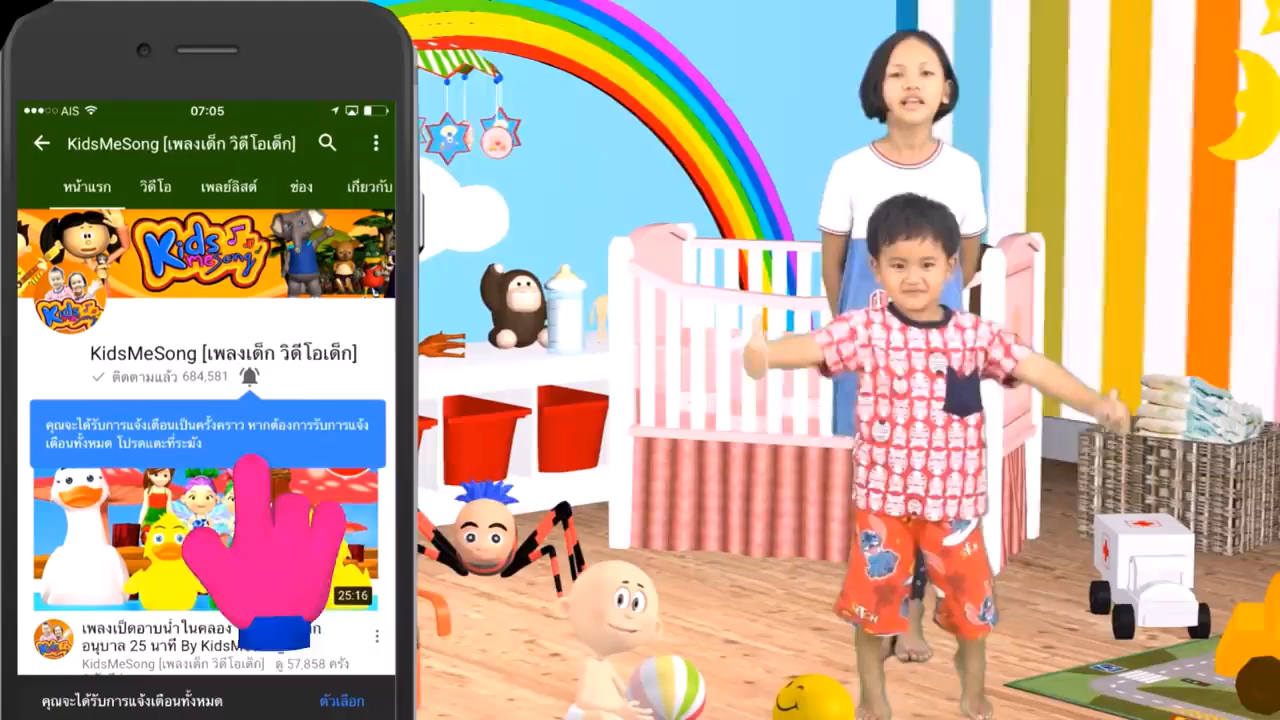 AIS 07:05
KidsMeSong [เพลงเด็ก วิดีโอเด็ก]
หน้าแรก วิดีโอ เพลย์ลิสต์ ช่อง เกี่ยวกับ
Kids
Me Song
Kids
KidsMeSong [เพลงเด็ก วิดีโอเด็ก]
ติดตามแล้ว 684,581
คุณจะได้รับการแจ้งเตือนเป็นครั้งคราว หากต้องการรับการแจ้ง
เตือนทั้งหมด โปรดแตะที่ระฆัง
25:16
เพลงเป็ดอาบน้ำในคลอง
อนุบาล 25 นาที By KidsM
KidsMeSong [เพลงเด็ก วิดีโอเด็ก] ดู 57,858 ครั้ง
คุณจะได้รับการแจ้งเตือนทั้งหมด ตัวเลือก